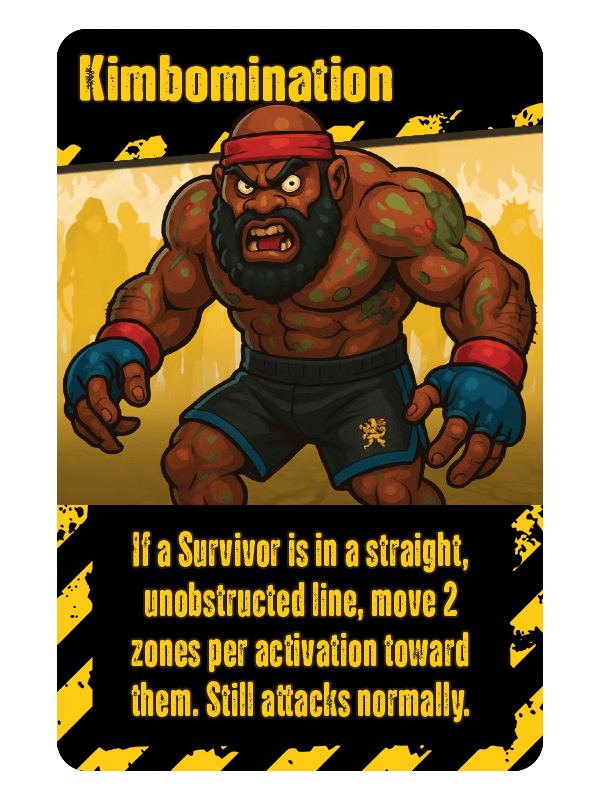 Kimbomination
If a Survivor is in a straight,
unobstructed line, move 2
zones per activation toward
them. Still attacks normally.